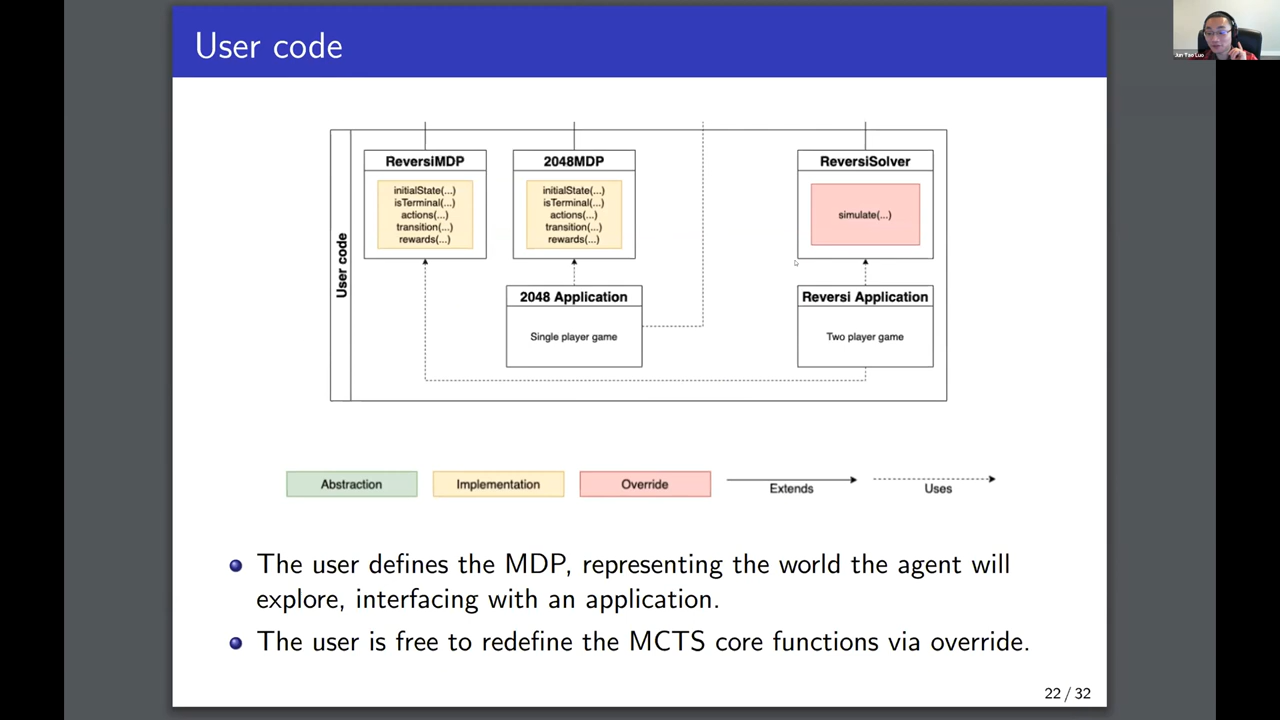 User code
Jun Tao Luo
User code
ReversiMDP
initialState(...)
isTerminal(...)
actions(...)
transition(...)
rewards(...)
2048MDP
initialState(...)
isTerminal(...)
actions(...)
transition(...)
rewards(...)
ReversiSolver
simulate(...)
2048 Application
Single player game
Reversi Application
Two player game
Abstraction
Implementation
Override
Extends
Uses
The user defines the MDP, representing the world the agent will
explore, interfacing with an application.
The user is free to redefine the MCTS core functions via override.
22 / 32